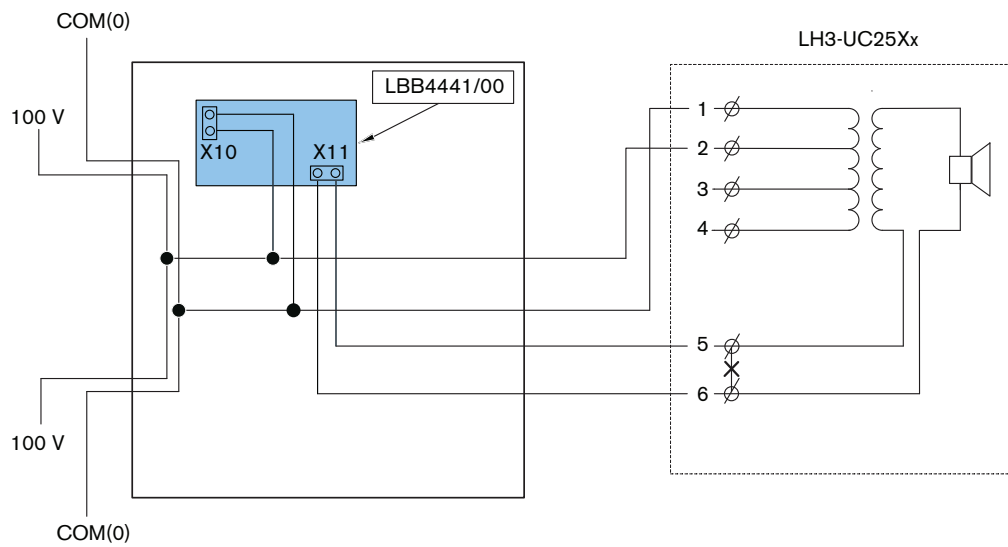 COM(0)
LH3-UC25Xx
LBB4441/00
100 V
1
X10
X11
2
3
4
5
6
100 V
COM(0)